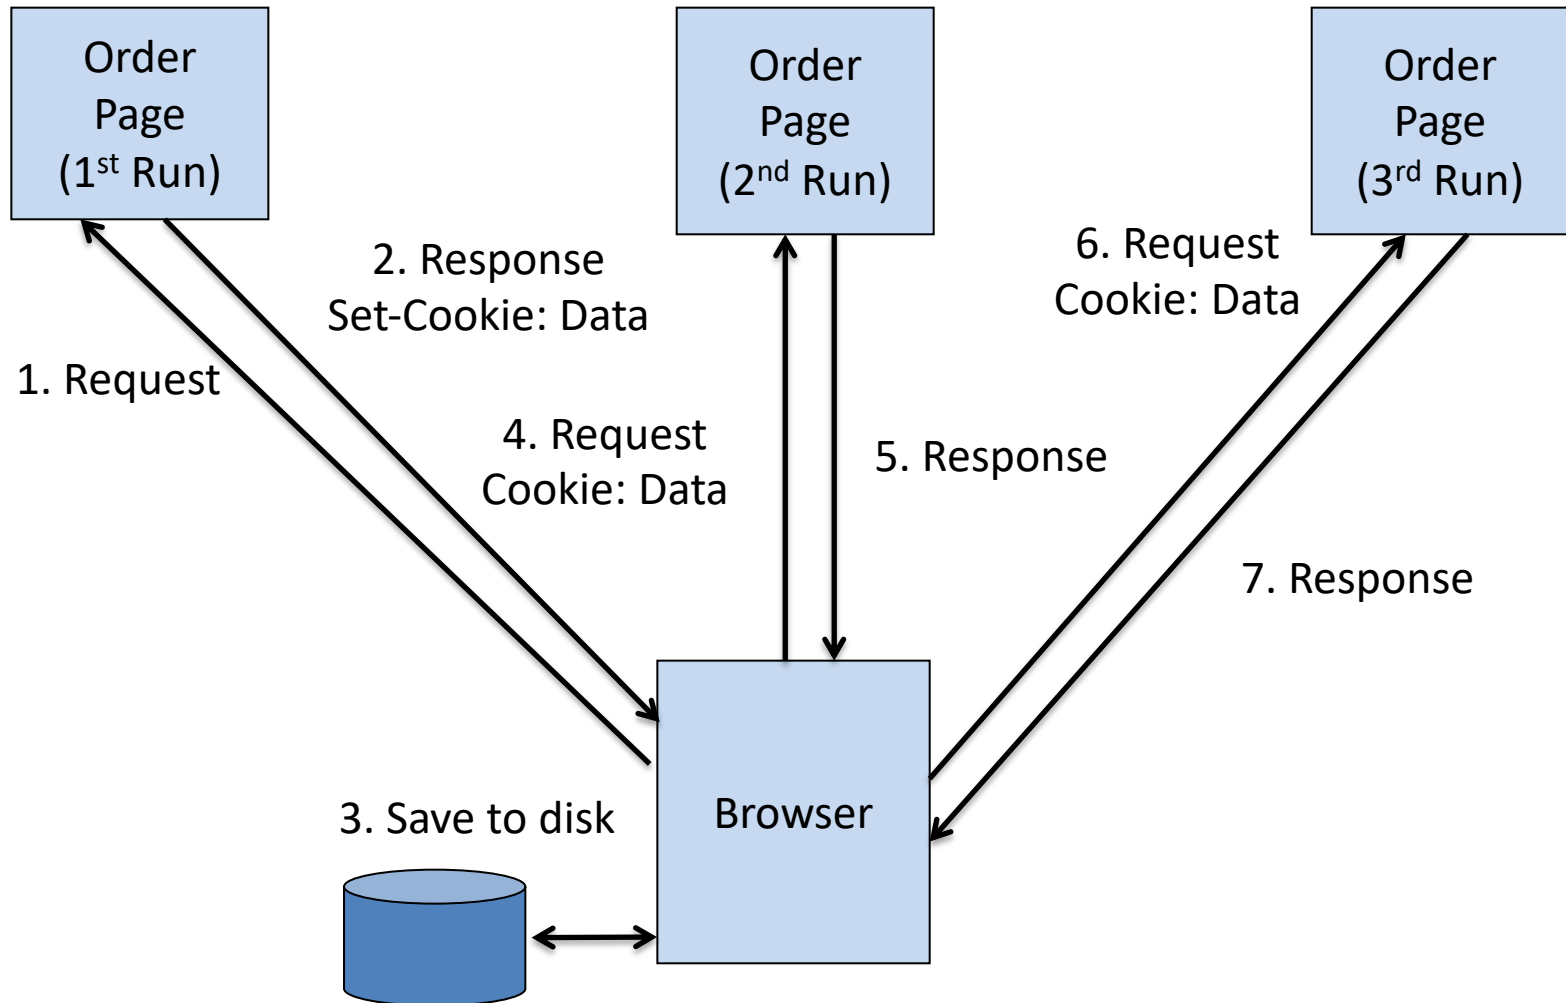 Order
Page
(1st Run)
Order
Page
(2nd Run)
Order
Page
(3rd Run)
1. Request
2. Response
Set-Cookie: Data
3. Save to disk
4. Request
Cookie: Data
5. Response
6. Request
Cookie: Data
7. Response
Browser